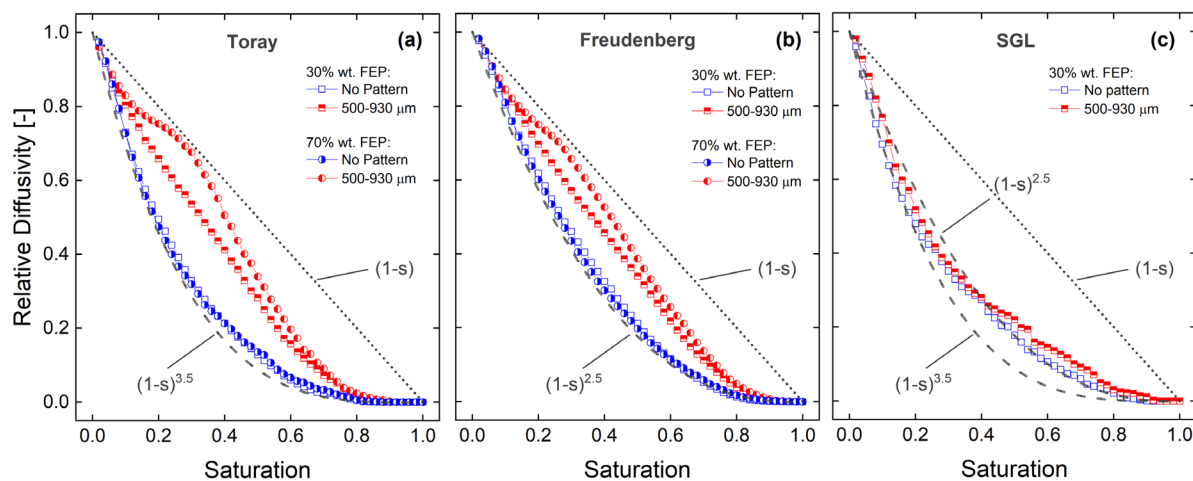 Relative Diffusivity [-]
1.0
0.8
0.6
0.4
0.2
0.0
Toray
(a)
30% wt. FEP:
No Pattern
500-930 μm
70% wt. FEP:
No Pattern
500-930 μm
(1-s)
(1-s)^3.5
0.0 0.2 0.4 0.6 0.8 1.0
Saturation
Freudenberg
(b)
30% wt. FEP:
No Pattern
500-930 μm
70% wt. FEP:
No Pattern
500-930 μm
(1-s)
(1-s)^2.5
0.0 0.2 0.4 0.6 0.8 1.0
Saturation
SGL
(c)
30% wt. FEP:
No pattern
500-930 μm
(1-s)^2.5
(1-s)
(1-s)^3.5
0.0 0.2 0.4 0.6 0.8 1.0
Saturation